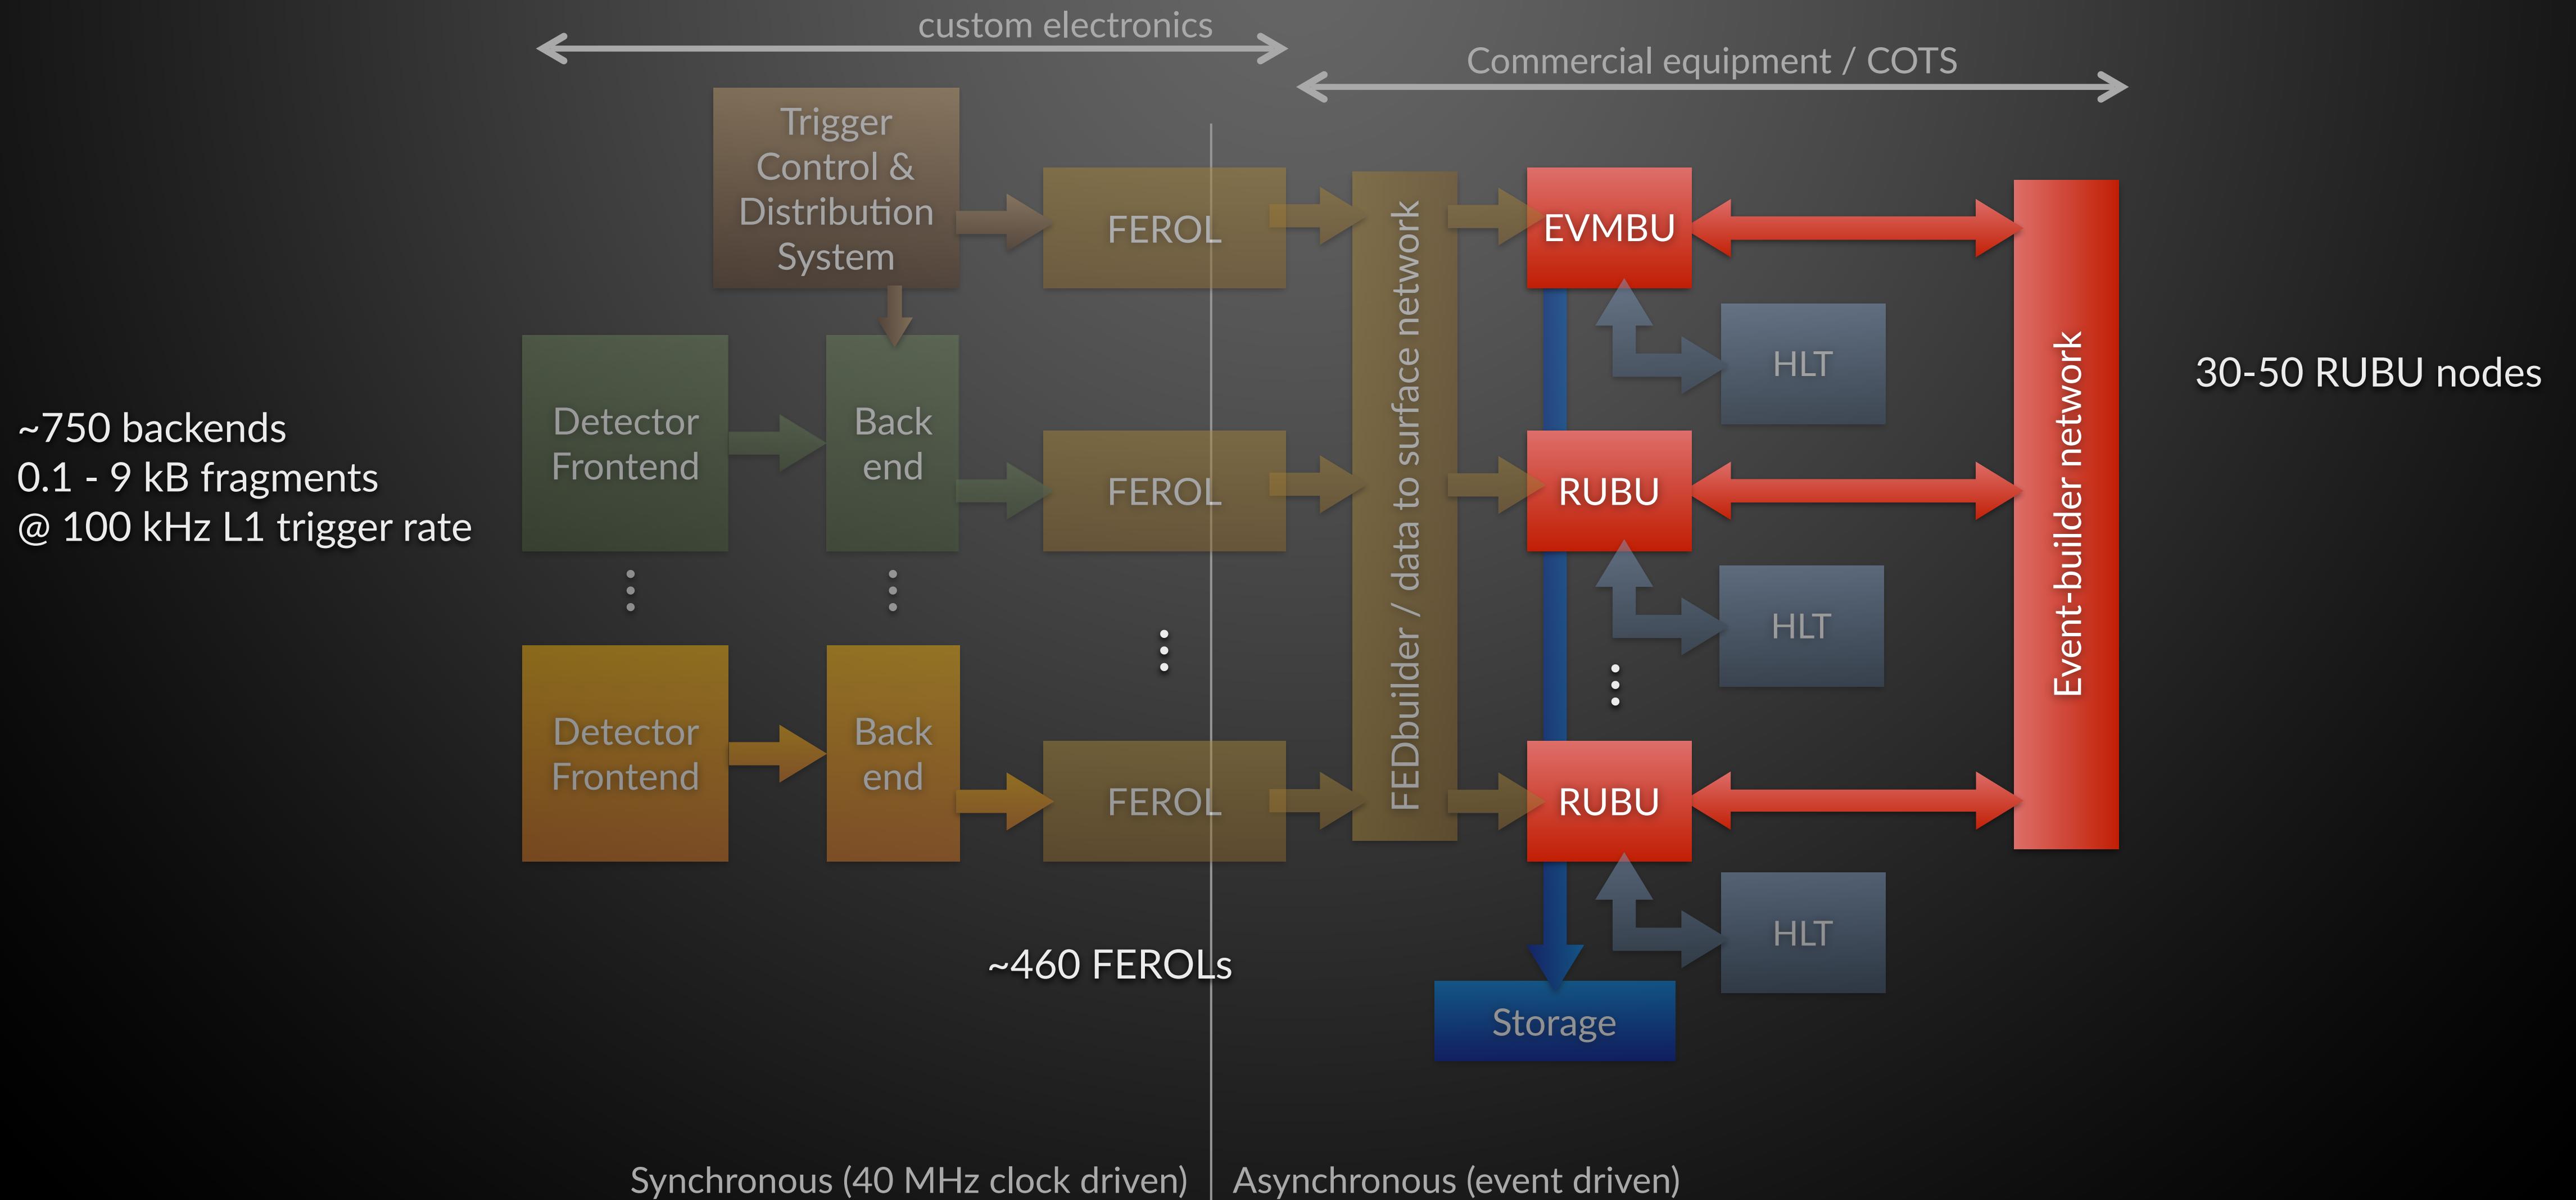 custom electronics
Commercial equipment / COTS
Trigger
Control &
Distribution
System
FEROL
FEDbuilder / data to surface network
EVMBU
HLT
Event-builder network
30-50 RUBU nodes
~750 backends
0.1 - 9 kB fragments
@ 100 kHz L1 trigger rate
Detector
Frontend
Back
end
FEROL
RUBU
HLT
Detector
Frontend
Back
end
FEROL
RUBU
HLT
~460 FEROLs
Storage
Synchronous (40 MHz clock driven)
Asynchronous (event driven)